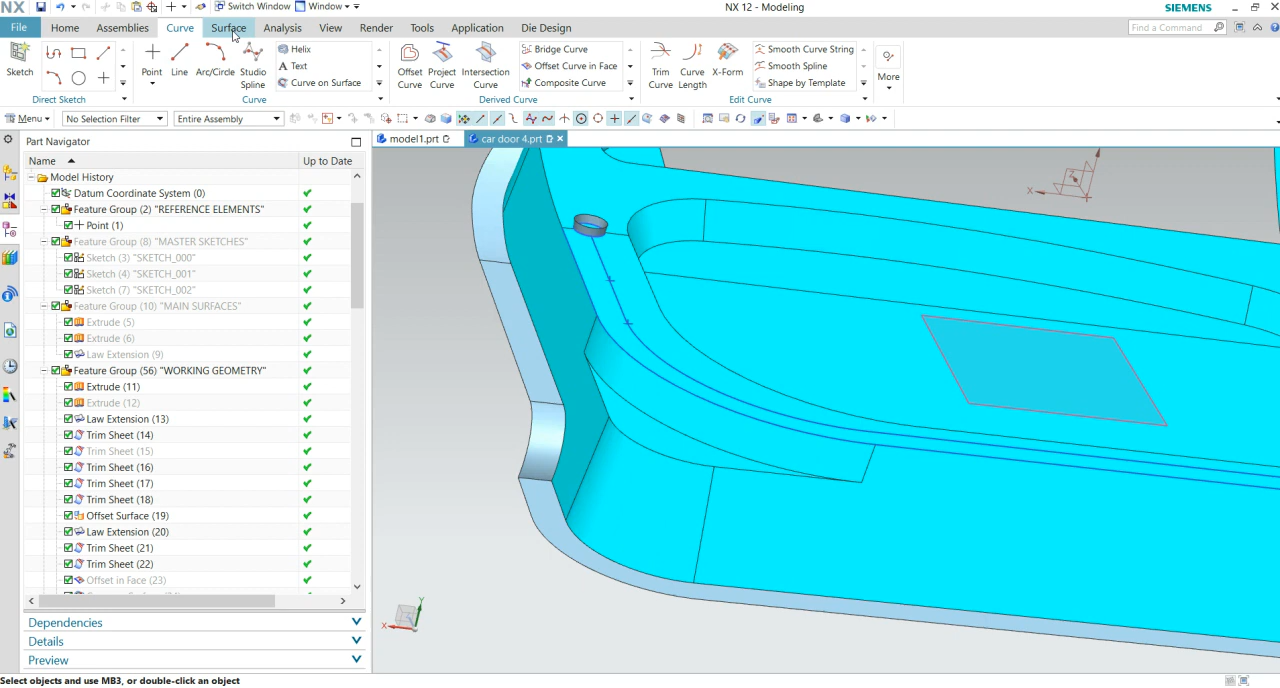 NX Switch Window Window NX 12 - Modeling SIEMENS
File Home Assemblies Curve Surface Analysis View Render Tools Application Die Design Find a Command
Sketch Point Line Arc/Circle Studio Spline Helix Text Curve on Surface Offset Curve Project Curve Intersection Curve Bridge Curve Offset Curve in Face Composite Curve Trim Curve Curve Length X-Form Smooth Curve String Smooth Spline Shape by Template More
Direct Sketch Curve Derived Curve Edit Curve
Menu No Selection Filter Entire Assembly
Part Navigator
model1.prt car door 4.prt
Name Up to Date
Model History
Datum Coordinate System (0)
Feature Group (2) "REFERENCE ELEMENTS"
Point (1)
Feature Group (8) "MASTER SKETCHES"
Sketch (3) "SKETCH_000"
Sketch (4) "SKETCH_001"
Sketch (7) "SKETCH_002"
Feature Group (10) "MAIN SURFACES"
Extrude (5)
Extrude (6)
Law Extension (9)
Feature Group (56) "WORKING GEOMETRY"
Extrude (11)
Extrude (12)
Law Extension (13)
Trim Sheet (14)
Trim Sheet (15)
Trim Sheet (16)
Trim Sheet (17)
Trim Sheet (18)
Offset Surface (19)
Law Extension (20)
Trim Sheet (21)
Trim Sheet (22)
Offset in Face (23)
Dependencies
Details
Preview
X
Z
X
Y
Select objects and use MB3, or double-click an object